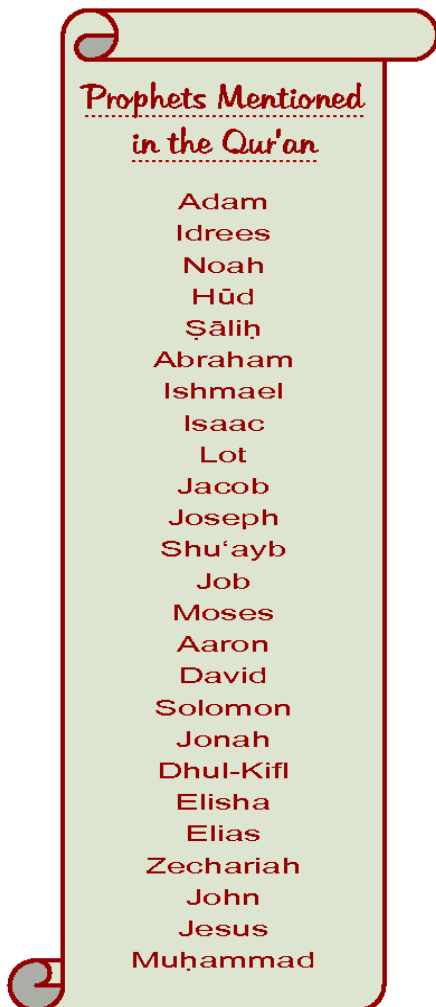 Prophets Mentioned
in the Qur'an
Adam
Idrees
Noah
Hūd
Ṣāliḥ
Abraham
Ishmael
Isaac
Lot
Jacob
Joseph
Shu‘ayb
Job
Moses
Aaron
David
Solomon
Jonah
Dhul-Kifl
Elisha
Elias
Zechariah
John
Jesus
Muḥammad